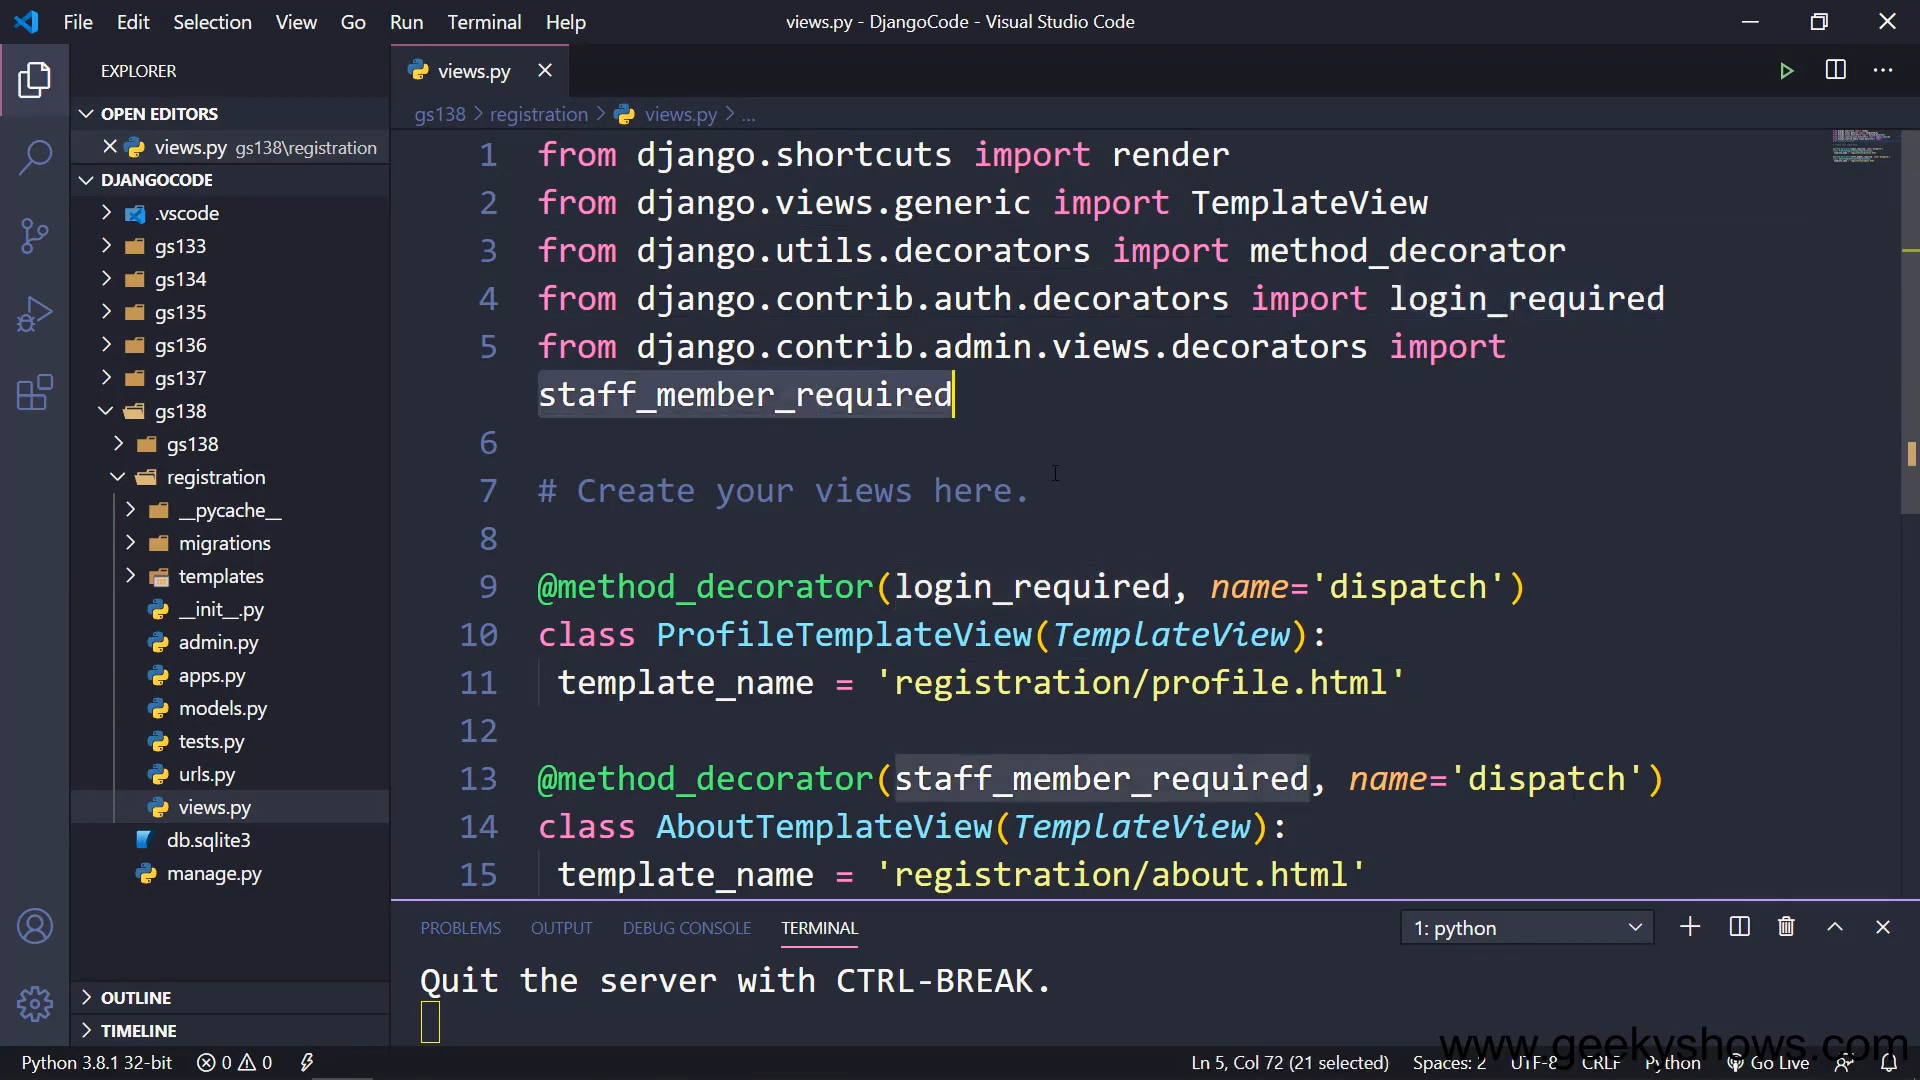 File Edit Selection View Go Run Terminal Help views.py - DjangoCode - Visual Studio Code
EXPLORER
OPEN EDITORS
views.py gs138\registration
DJANGOCODE
.vscode
gs133
gs134
gs135
gs136
gs137
gs138
gs138
registration
__pycache__
migrations
templates
__init__.py
admin.py
apps.py
models.py
tests.py
urls.py
views.py
db.sqlite3
manage.py
OUTLINE
TIMELINE
views.py
gs138 > registration > views.py > ...
1 from django.shortcuts import render
2 from django.views.generic import TemplateView
3 from django.utils.decorators import method_decorator
4 from django.contrib.auth.decorators import login_required
5 from django.contrib.admin.views.decorators import
staff_member_required
6
7 # Create your views here.
8
9 @method_decorator(login_required, name='dispatch')
10 class ProfileTemplateView(TemplateView):
11 template_name = 'registration/profile.html'
12
13 @method_decorator(staff_member_required, name='dispatch')
14 class AboutTemplateView(TemplateView):
15 template_name = 'registration/about.html'
PROBLEMS OUTPUT DEBUG CONSOLE TERMINAL 1: python
Quit the server with CTRL-BREAK.
www.geekyshows.com
Python 3.8.1 32-bit 0 0 Ln 5, Col 72 (21 selected) Spaces: 2 UTF-8 CRLF Python Go Live